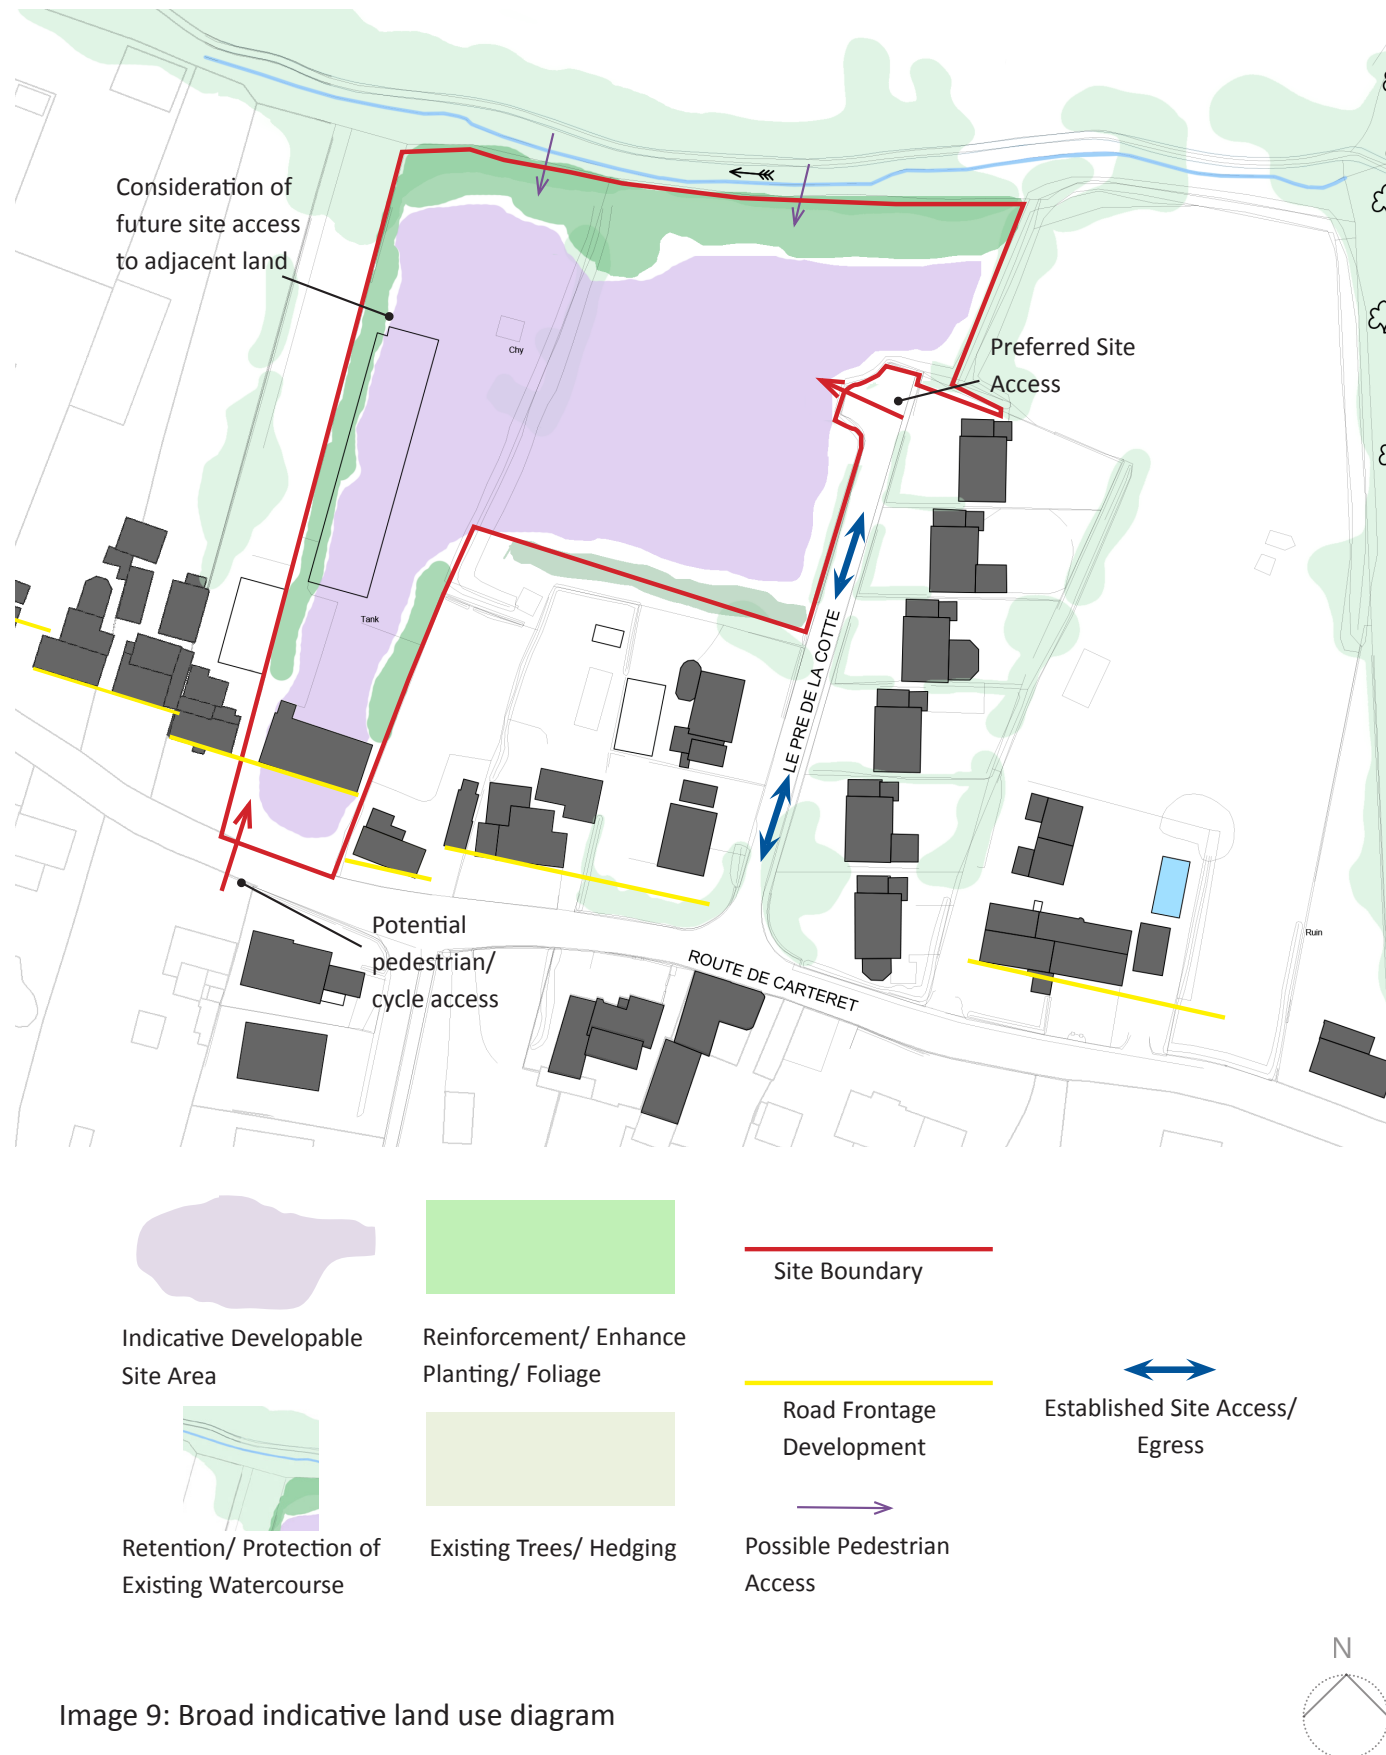 Consideration of
future site access
to adjacent land
Preferred Site
Access
Chy
Tank
LE PRE DE LA COTTE
Potential
pedestrian/
cycle access
ROUTE DE CARTERET
Ruin
Indicative Developable
Site Area
Reinforcement/ Enhance
Planting/ Foliage
Site Boundary
Road Frontage
Development
Established Site Access/
Egress
Retention/ Protection of
Existing Watercourse
Existing Trees/ Hedging
Possible Pedestrian
Access
N
Image 9: Broad indicative land use diagram